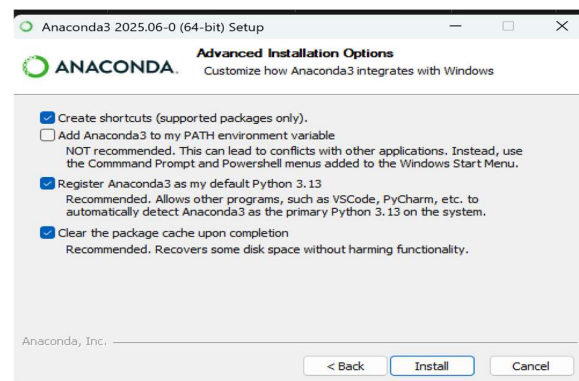 Anaconda3 2025.06-0 (64-bit) Setup
ANACONDA.
Advanced Installation Options
Customize how Anaconda3 integrates with Windows
Create shortcuts (supported packages only).
Add Anaconda3 to my PATH environment variable
NOT recommended. This can lead to conflicts with other applications. Instead, use
the Commmand Prompt and Powershell menus added to the Windows Start Menu.
Register Anaconda3 as my default Python 3.13
Recommended. Allows other programs, such as VSCode, PyCharm, etc. to
automatically detect Anaconda3 as the primary Python 3.13 on the system.
Clear the package cache upon completion
Recommended. Recovers some disk space without harming functionality.
Anaconda, Inc.
< Back
Install
Cancel